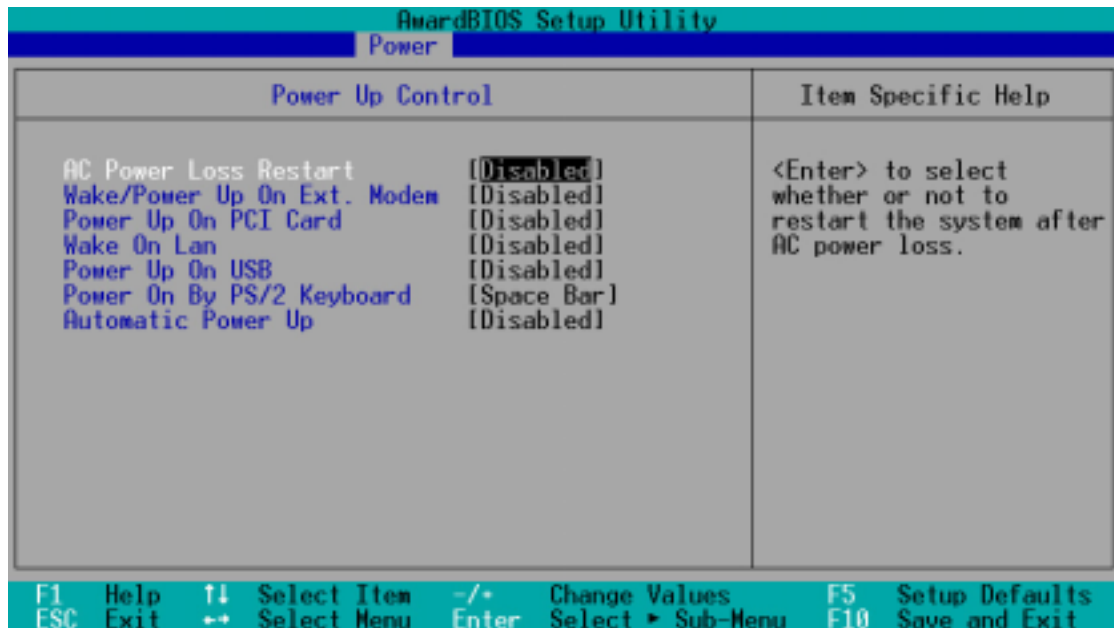 AwardBIOS Setup Utility
Power
Power Up Control
AC Power Loss Restart [Disabled]
Wake/Power Up On Ext. Modem [Disabled]
Power Up On PCI Card [Disabled]
Wake On Lan [Disabled]
Power Up On USB [Disabled]
Power On By PS/2 Keyboard [Space Bar]
Automatic Power Up [Disabled]
Item Specific Help
<Enter> to select
whether or not to
restart the system after
AC power loss.
F1 Help ↑↓ Select Item -/+ Change Values F5 Setup Defaults
ESC Exit ←→ Select Menu Enter Select ► Sub-Menu F10 Save and Exit